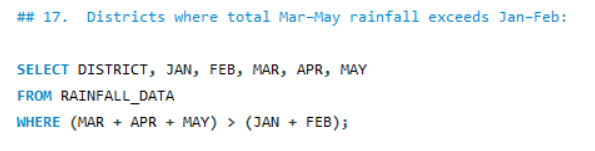 ## 17.  Districts where total Mar–May rainfall exceeds Jan–Feb:
SELECT DISTRICT, JAN, FEB, MAR, APR, MAY
FROM RAINFALL_DATA
WHERE (MAR + APR + MAY) > (JAN + FEB);